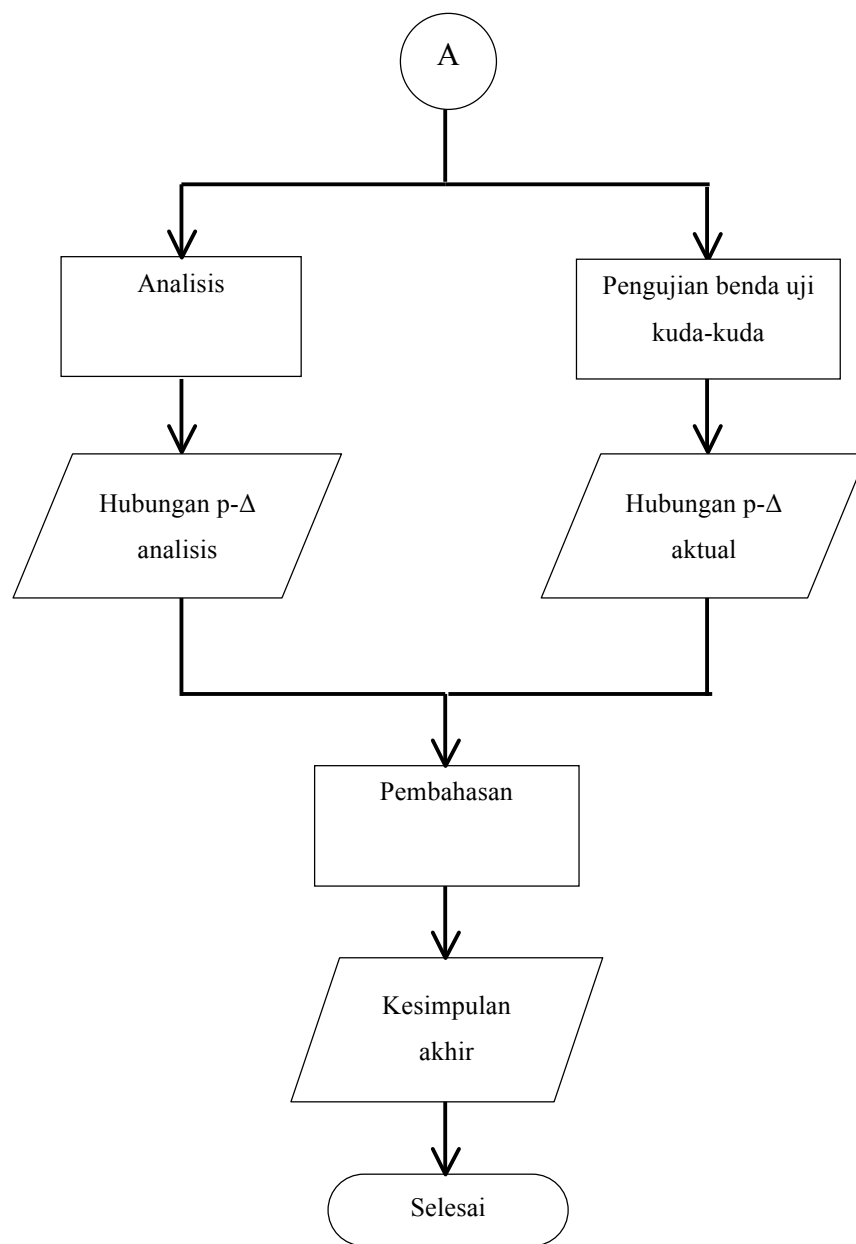 A
Analisis
Pengujian benda uji
kuda-kuda
Hubungan p-Δ
analisis
Hubungan p-Δ
aktual
Pembahasan
Kesimpulan
akhir
Selesai